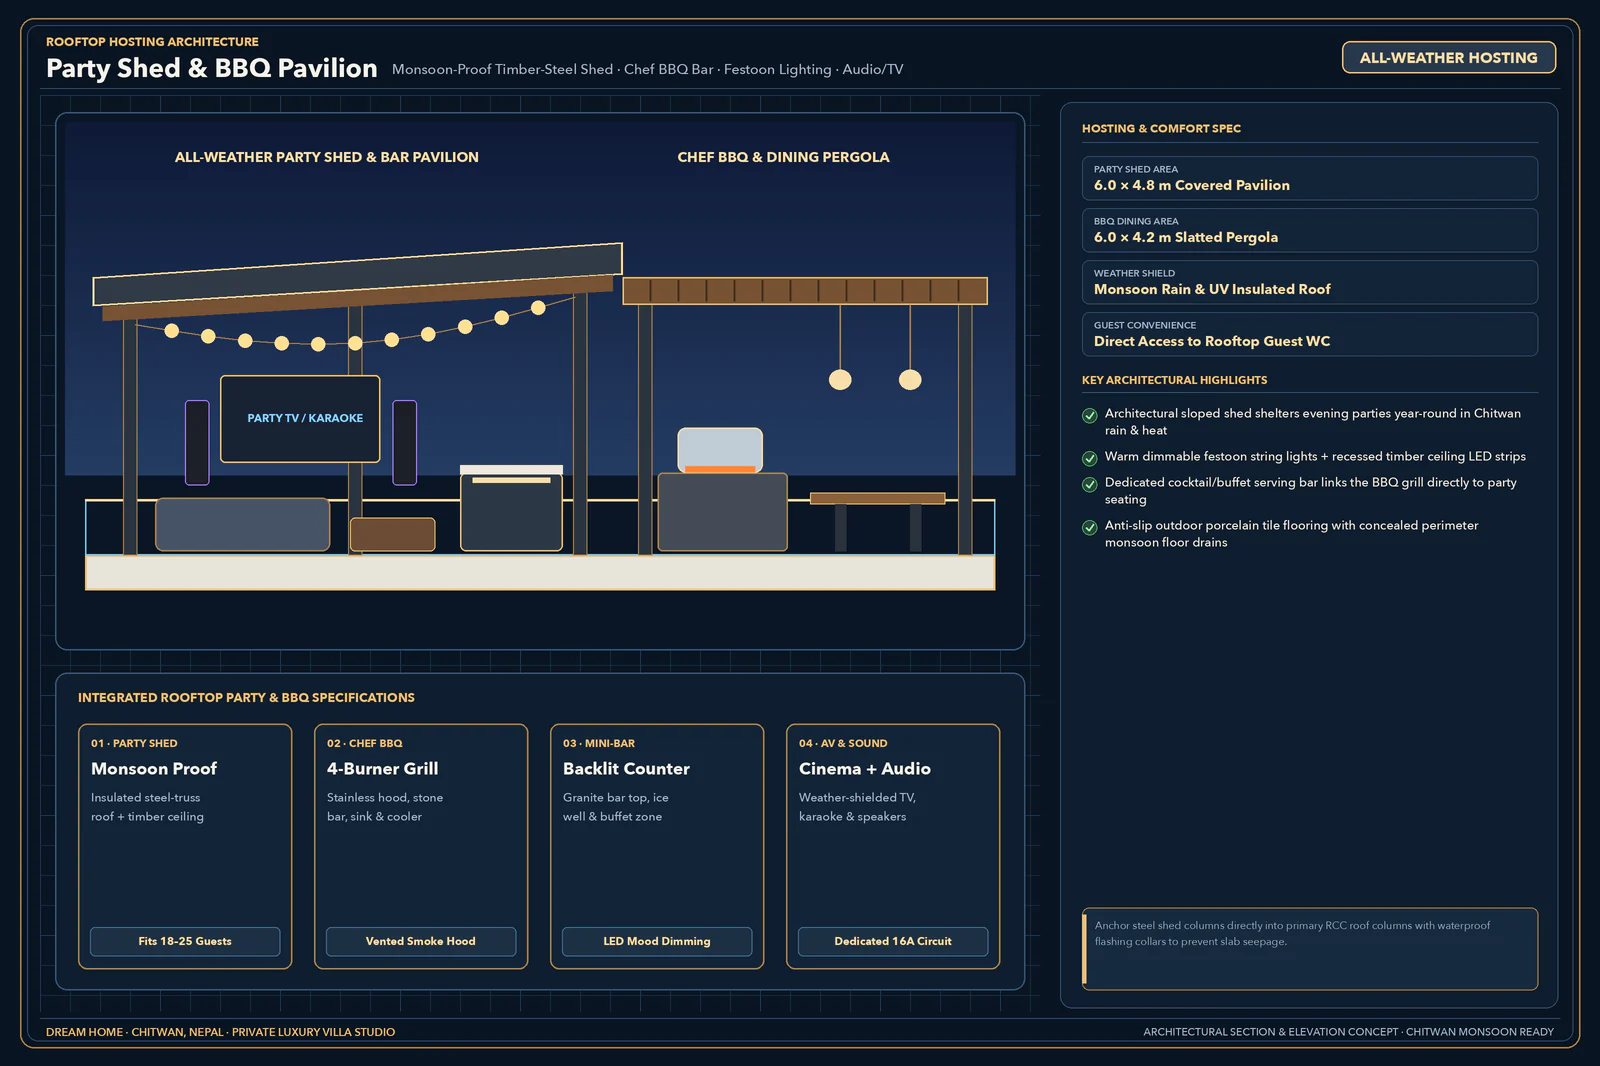 ROOFTOP HOSTING ARCHITECTURE
Party Shed & BBQ Pavilion
Monsoon-Proof Timber-Steel Shed · Chef BBQ Bar · Festoon Lighting · Audio/TV
ALL-WEATHER HOSTING
ALL-WEATHER PARTY SHED & BAR PAVILION
CHEF BBQ & DINING PERGOLA
PARTY TV / KARAOKE
INTEGRATED ROOFTOP PARTY & BBQ SPECIFICATIONS
01 · PARTY SHED
Monsoon Proof
Insulated steel-truss
roof + timber ceiling
Fits 18–25 Guests
02 · CHEF BBQ
4-Burner Grill
Stainless hood, stone
bar, sink & cooler
Vented Smoke Hood
03 · MINI-BAR
Backlit Counter
Granite bar top, ice
well & buffet zone
LED Mood Dimming
04 · AV & SOUND
Cinema + Audio
Weather-shielded TV,
karaoke & speakers
Dedicated 16A Circuit
HOSTING & COMFORT SPEC
PARTY SHED AREA
6.0 × 4.8 m Covered Pavilion
BBQ DINING AREA
6.0 × 4.2 m Slatted Pergola
WEATHER SHIELD
Monsoon Rain & UV Insulated Roof
GUEST CONVENIENCE
Direct Access to Rooftop Guest WC
KEY ARCHITECTURAL HIGHLIGHTS
Architectural sloped shed shelters evening parties year-round in Chitwan
rain & heat
Warm dimmable festoon string lights + recessed timber ceiling LED strips
Dedicated cocktail/buffet serving bar links the BBQ grill directly to party
seating
Anti-slip outdoor porcelain tile flooring with concealed perimeter
monsoon floor drains
Anchor steel shed columns directly into primary RCC roof columns with waterproof
flashing collars to prevent slab seepage.
DREAM HOME · CHITWAN, NEPAL · PRIVATE LUXURY VILLA STUDIO
ARCHITECTURAL SECTION & ELEVATION CONCEPT · CHITWAN MONSOON READY